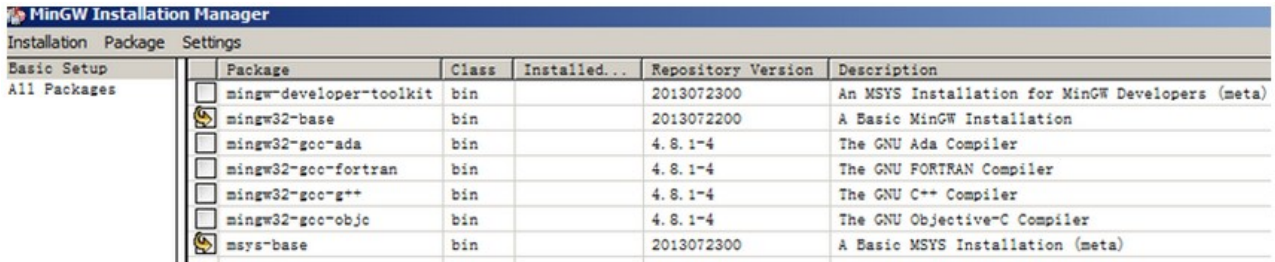 MinGW Installation Manager
Installation Package Settings
Basic Setup Package Class Installed... Repository Version Description
All Packages mingw-developer-toolkit bin 2013072300 An MSYS Installation for MinGW Developers (meta)
mingw32-base bin 2013072200 A Basic MinGW Installation
mingw32-gcc-ada bin 4.8.1-4 The GNU Ada Compiler
mingw32-gcc-fortran bin 4.8.1-4 The GNU FORTRAN Compiler
mingw32-gcc-g++ bin 4.8.1-4 The GNU C++ Compiler
mingw32-gcc-objc bin 4.8.1-4 The GNU Objective-C Compiler
msys-base bin 2013072300 A Basic MSYS Installation (meta)